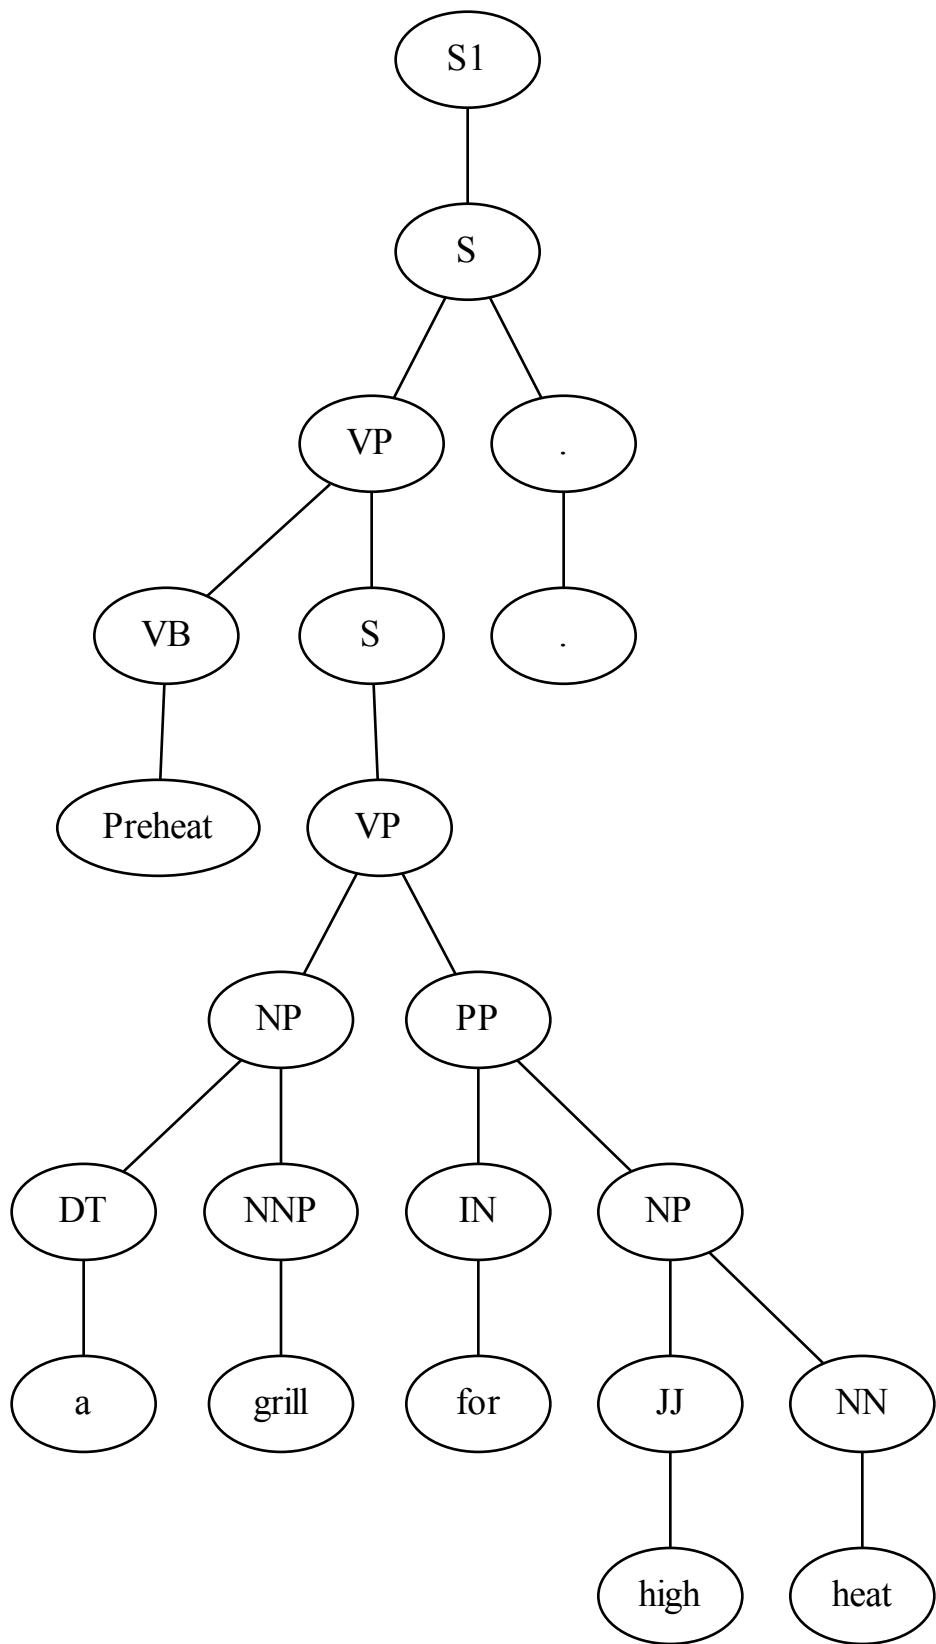 S1
S
VP .
VB S .
Preheat VP
NP PP
DT NNP IN NP
a grill for JJ NN
high heat